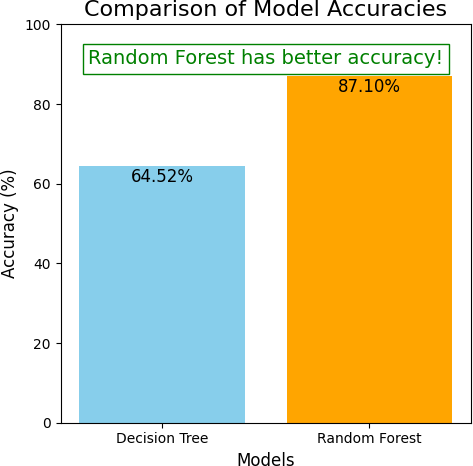 Comparison of Model Accuracies
100
Random Forest has better accuracy!
87.10%
80
64.52%
60
Accuracy (%)
40
20
0
Decision Tree Random Forest
Models